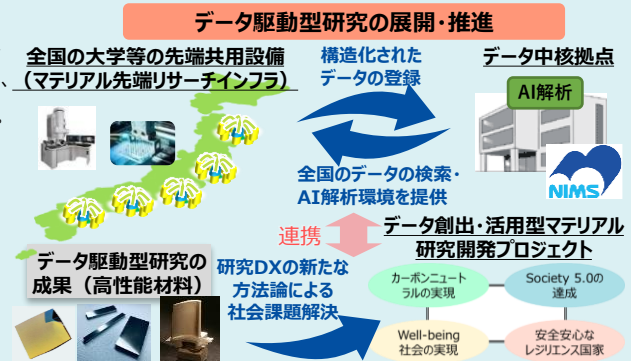 データ駆動型研究の展開・推進
全国の大学等の先端共用設備
、（マテリアル先端リサーチインフラ）
構造化された
データの登録
データ中核拠点
AI解析
NIMS
全国のデータの検索・
AI解析環境を提供
連携
データ創出・活用型マテリアル
研究開発プロジェクト
データ駆動型研究の
成果（高性能材料）
研究DXの新たな
方法論による
社会課題解決
カーボンニュート
ラルの実現
Society 5.0の
達成
Well-being
社会の実現
安全安心な
レジリエンス国家